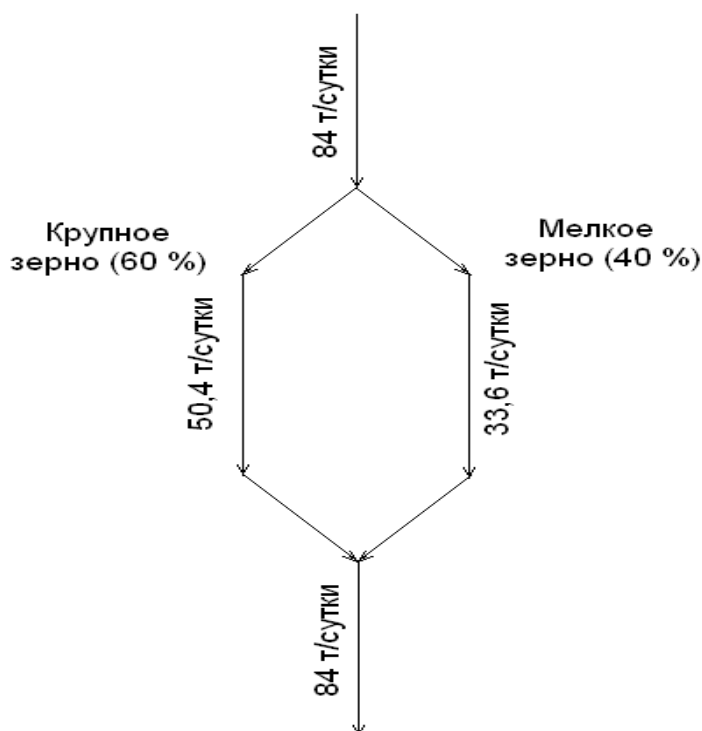 84 т/сутки
Крупное
зерно (60 %)
Мелкое
зерно (40 %)
50,4 т/сутки
33,6 т/сутки
84 т/сутки